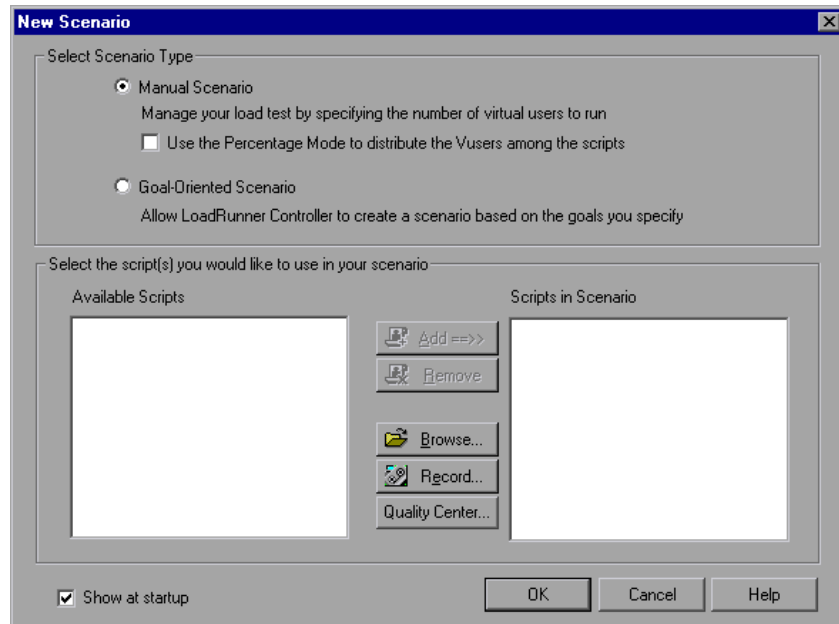 New Scenario
Select Scenario Type
Manual Scenario
Manage your load test by specifying the number of virtual users to run
Use the Percentage Mode to distribute the Vusers among the scripts
Goal-Oriented Scenario
Allow LoadRunner Controller to create a scenario based on the goals you specify
Select the script(s) you would like to use in your scenario
Available Scripts
Scripts in Scenario
Add ==>>
Remove
Browse...
Record...
Quality Center...
Show at startup
OK
Cancel
Help